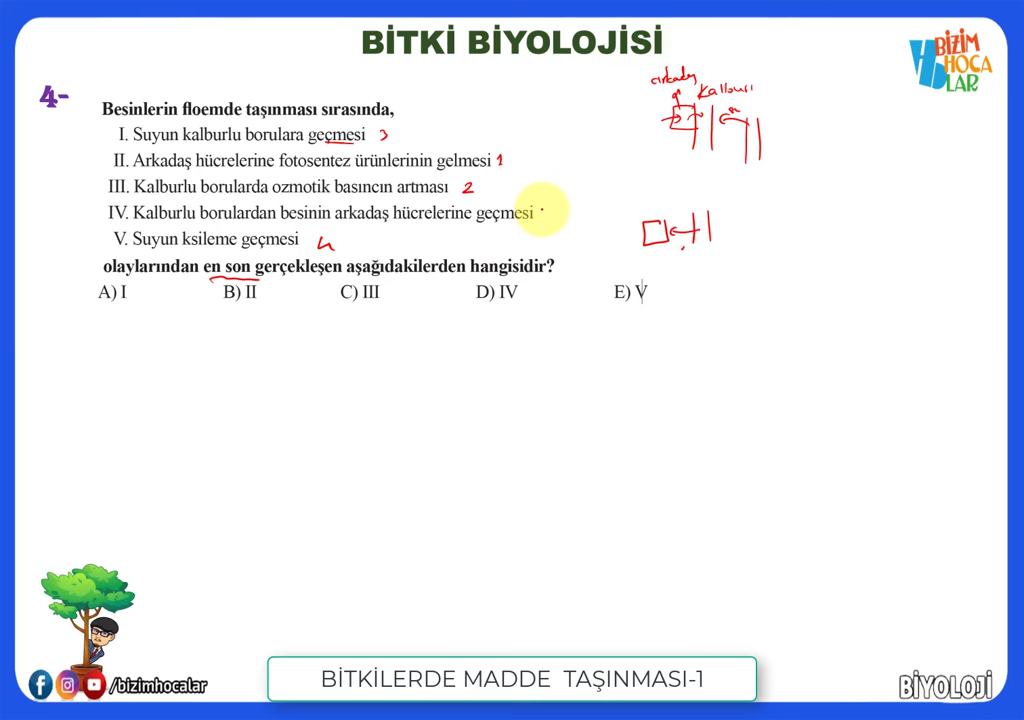 BİTKİ BİYOLOJİSİ
BİZİM
HOCA
LAR
4-
arkadaş
Kalburlu
Besinlerin floemde taşınması sırasında,
I. Suyun kalburlu borulara geçmesi 3
II. Arkadaş hücrelerine fotosentez ürünlerinin gelmesi 1
III. Kalburlu borularda ozmotik basıncın artması 2
IV. Kalburlu borulardan besinin arkadaş hücrelerine geçmesi
V. Suyun ksileme geçmesi
olaylarından en son gerçekleşen aşağıdakilerden hangisidir?
A) I B) II C) III D) IV E) V
/bizimhocalar
BİTKİLERDE MADDE TAŞINMASI-1
BİYOLOJİ